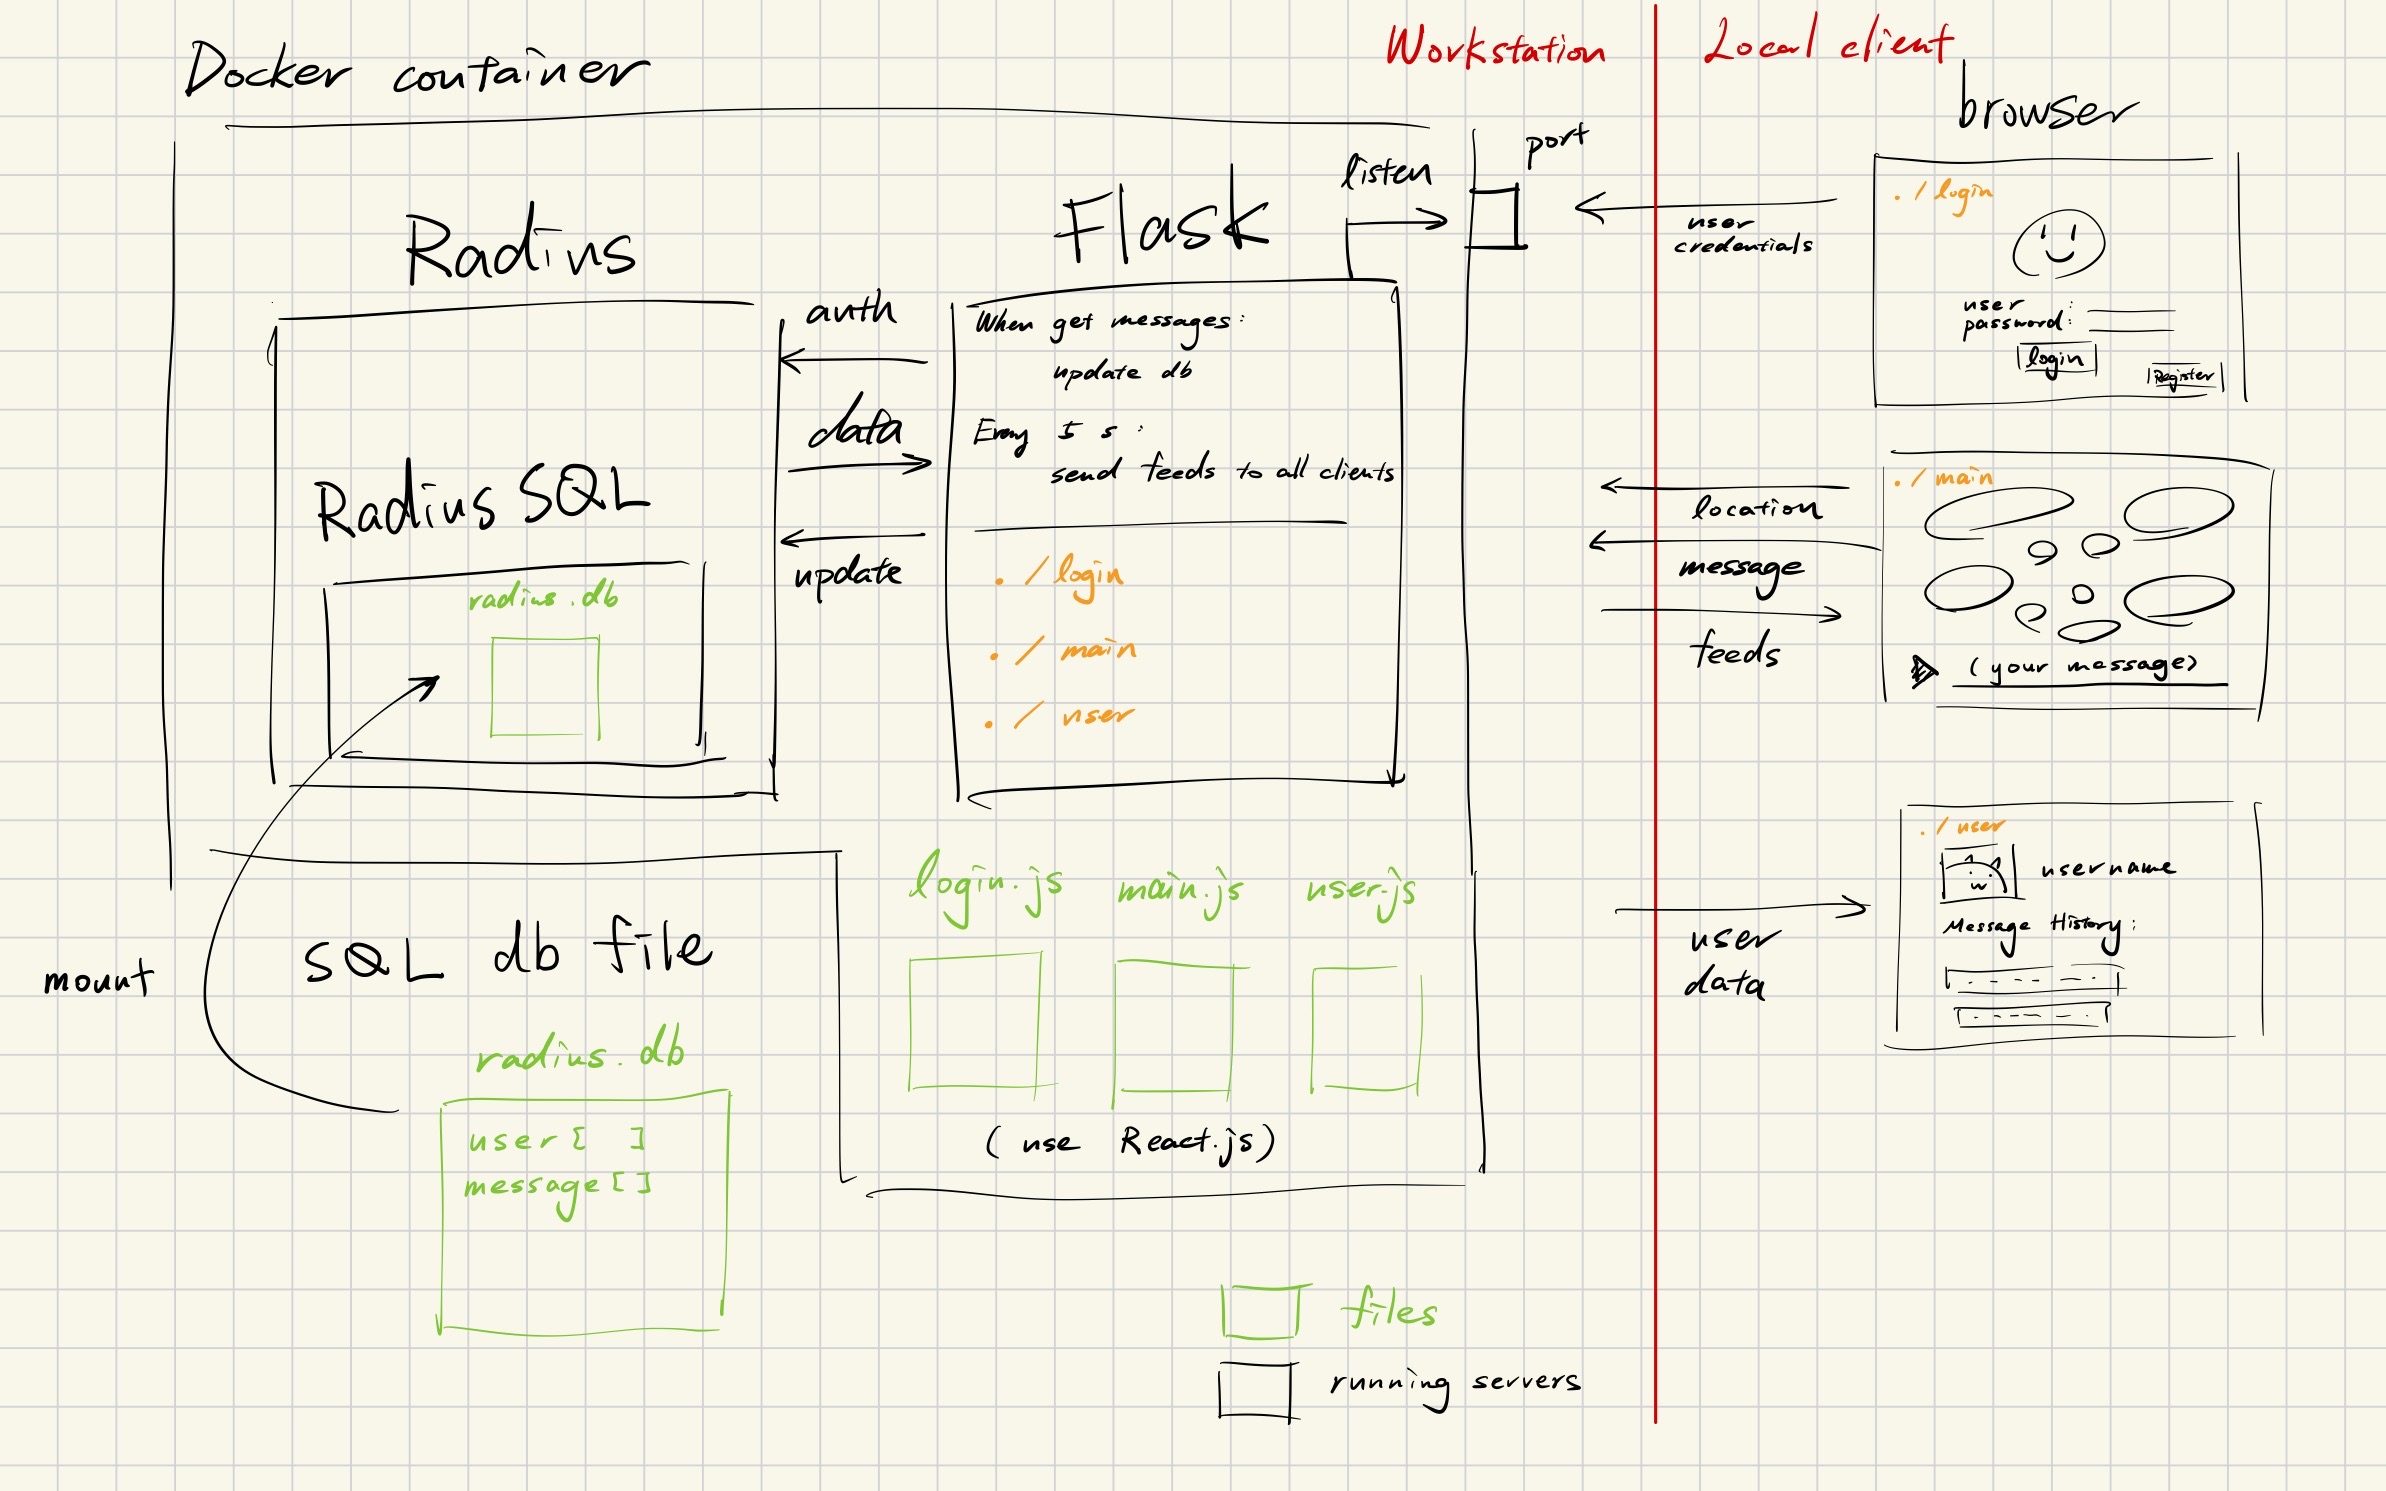 Docker container
Workstation
Local client
browser
port
listen
Radius
Flask
auth
data
update
When get messages:
update db
Every 5 s:
send feeds to all clients
./login
./main
./user
Radius SQL
radius.db
mount
SQL db file
radius.db
user[ ]
message[]
login.js
main.js
user.js
(use React.js)
files
running servers
user
credentials
location
message
feeds
user
data
./login
user :
password:
login
Register
./main
(your message)
./user
username
Message History: